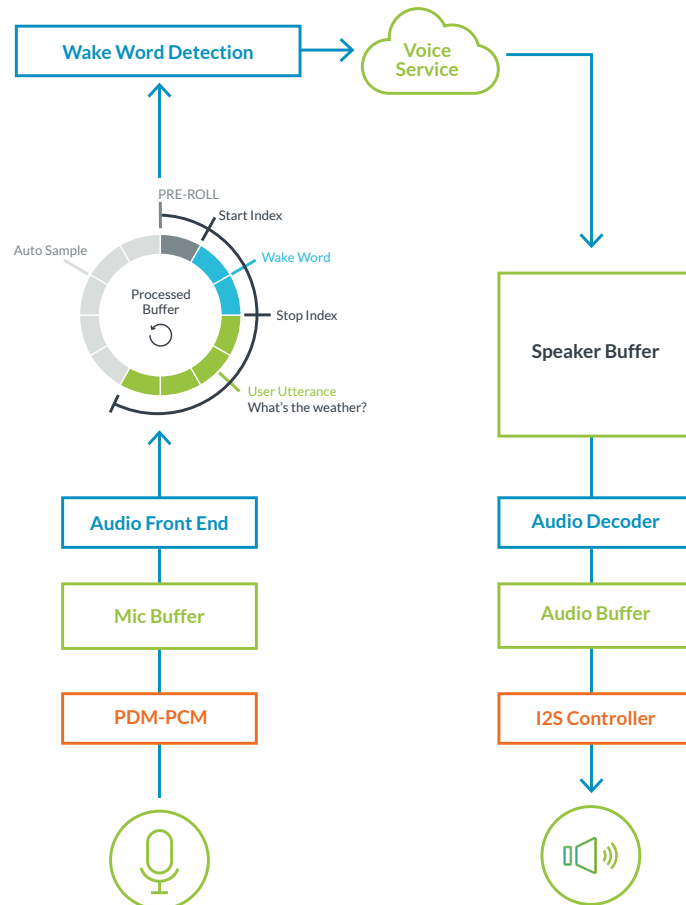 Wake Word Detection
Voice
Service
PRE-ROLL
Start Index
Auto Sample
Wake Word
Processed
Buffer
Stop Index
User Utterance
What's the weather?
Speaker Buffer
Audio Front End
Audio Decoder
Mic Buffer
Audio Buffer
PDM-PCM
I2S Controller